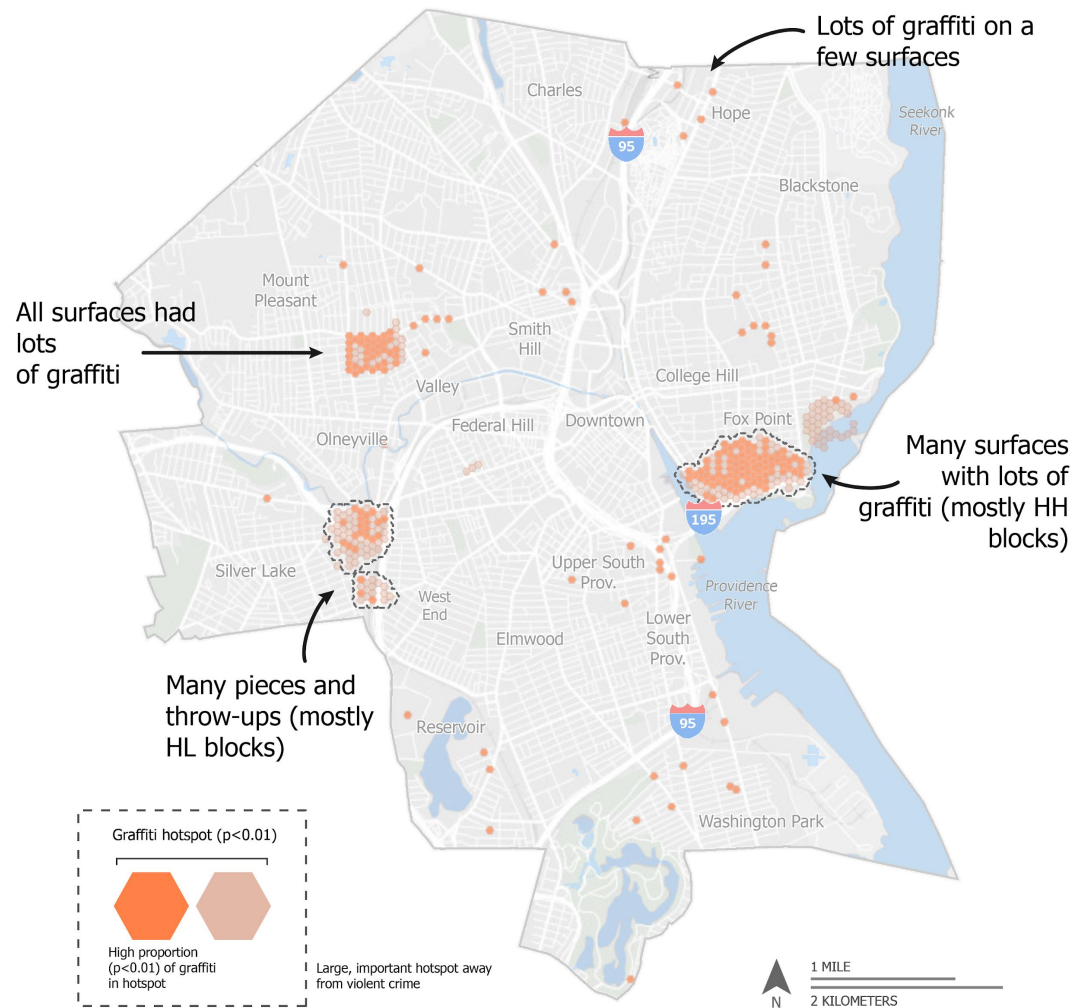 Lots of graffiti on a
few surfaces
Charles
Hope
Seekonk
River
95
Blackstone
Mount
Pleasant
All surfaces had
lots
of graffiti
Smith
Hill
College Hill
Valley
Federal Hill
Downtown
Fox Point
Olneyville
Many surfaces
with lots of
graffiti (mostly HH
blocks)
195
Silver Lake
Upper South
Prov.
Providence
River
West
End
Elmwood
Lower
South
Prov.
Many pieces and
throw-ups (mostly
HL blocks)
Reservoir
95
Washington Park
Graffiti hotspot (p<0.01)
High proportion
(p<0.01) of graffiti
in hotspot
Large, important hotspot away
from violent crime
N
1 MILE
2 KILOMETERS